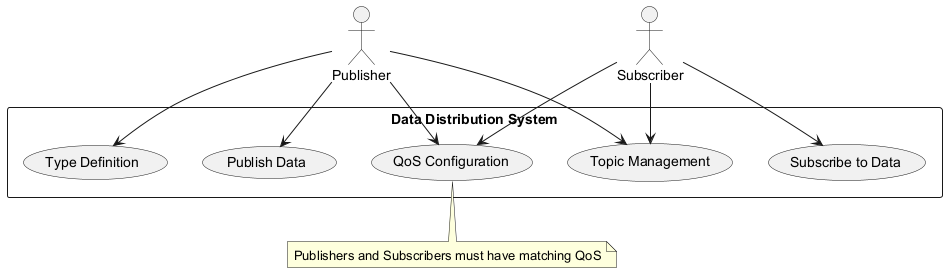 Publisher
Subscriber
Data Distribution System
Type Definition
Publish Data
QoS Configuration
Topic Management
Subscribe to Data
Publishers and Subscribers must have matching QoS